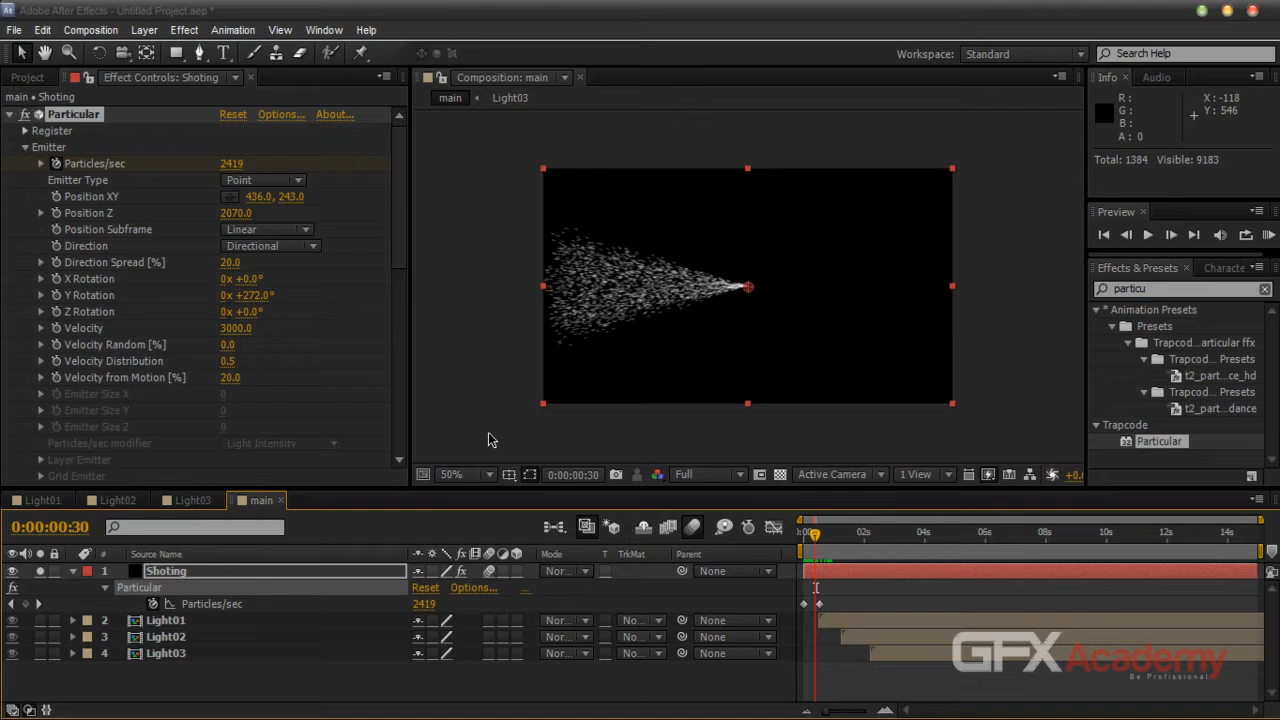 Adobe After Effects - Untitled Project.aep *
File Edit Composition Layer Effect Animation View Window Help
Workspace: Standard Search Help
Project Effect Controls: Shoting Composition: main Info Audio
main • Shoting
main Light03
Particular Reset Options... About...
Register
Emitter
Particles/sec 2419
Emitter Type Point
Position XY 436.0, 243.0
Position Z 2070.0
Position Subframe Linear
Direction Directional
Direction Spread [%] 20.0
X Rotation 0x +0.0°
Y Rotation 0x +272.0°
Z Rotation 0x +0.0°
Velocity 3000.0
Velocity Random [%] 0.0
Velocity Distribution 0.5
Velocity from Motion [%] 20.0
Emitter Size X 0
Emitter Size Y 0
Emitter Size Z 0
Particles/sec modifier Light Intensity
Layer Emitter
Grid Emitter
R : X : -118
G : Y : 546
B :
A : 0
Total: 1384 Visible: 9183
Preview
Effects & Presets Characte
particu
* Animation Presets
Presets
Trapcod...articular ffx
Trapcod... Presets
t2_part...ce_hd
Trapcod... Presets
t2_part...dance
Trapcode
32 Particular
50% 0:00:00:30 Full Active Camera 1 View +0.
Light01 Light02 Light03 main
0:00:00:30
0s 02s 04s 06s 08s 10s 12s 14s
# Source Name fx Mode T TrkMat Parent
1 Shoting fx Nor... None
fx Particular Reset Options... ...
Particles/sec 2419
2 Light01 Nor... No... None
3 Light02 Nor... No... None
4 Light03 Nor... No... None
GFXAcademy
Be Professional